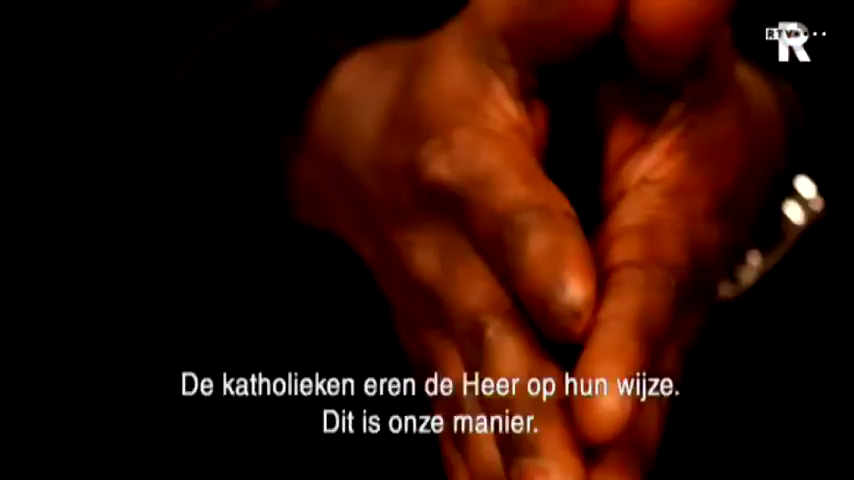 RTV
R
De katholieken eren de Heer op hun wijze.
Dit is onze manier.